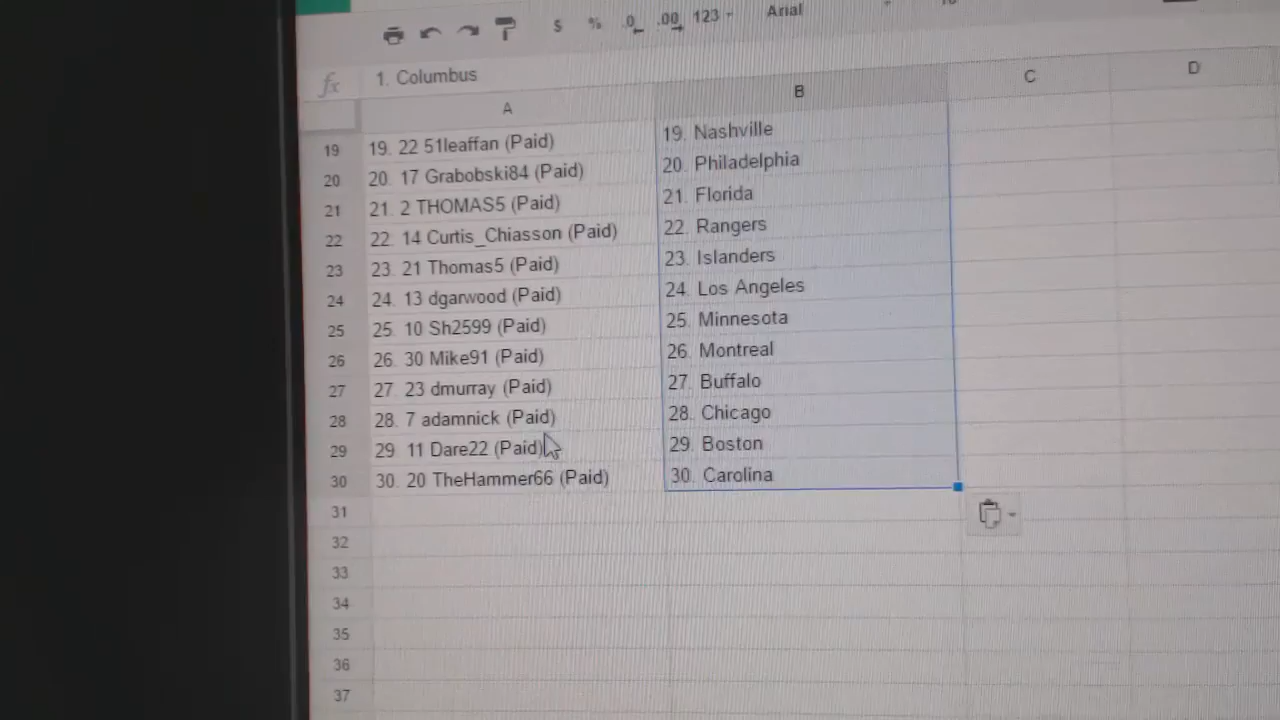 $ % .0 .00 123 Arial
fx 1. Columbus
A B C D
19 19. 22 51leaffan (Paid) 19. Nashville
20 20. 17 Grabobski84 (Paid) 20. Philadelphia
21 21. 2 THOMAS5 (Paid) 21. Florida
22 22. 14 Curtis_Chiasson (Paid) 22. Rangers
23 23. 21 Thomas5 (Paid) 23. Islanders
24 24. 13 dgarwood (Paid) 24. Los Angeles
25 25. 10 Sh2599 (Paid) 25. Minnesota
26 26. 30 Mike91 (Paid) 26. Montreal
27 27. 23 dmurray (Paid) 27. Buffalo
28 28. 7 adamnick (Paid) 28. Chicago
29 29 11 Dare22 (Paid) 29. Boston
30 30. 20 TheHammer66 (Paid) 30. Carolina
31
32
33
34
35
36
37